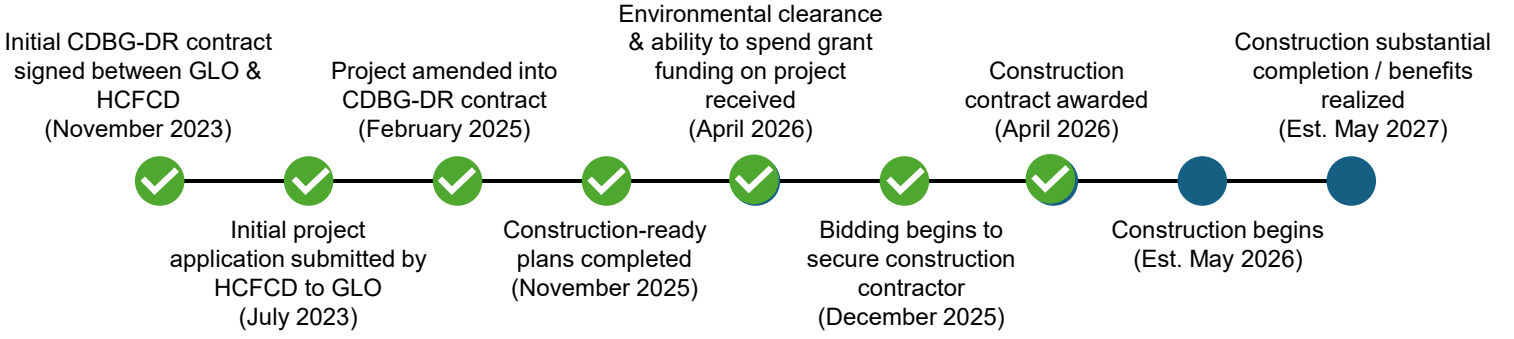 Initial CDBG-DR contract
signed between GLO &
HCFCD
(November 2023)
Initial project
application submitted by
HCFCD to GLO
(July 2023)
Project amended into
CDBG-DR contract
(February 2025)
Construction-ready
plans completed
(November 2025)
Environmental clearance
& ability to spend grant
funding on project
received
(April 2026)
Bidding begins to
secure construction
contractor
(December 2025)
Construction
contract awarded
(April 2026)
Construction begins
(Est. May 2026)
Construction substantial
completion / benefits
realized
(Est. May 2027)